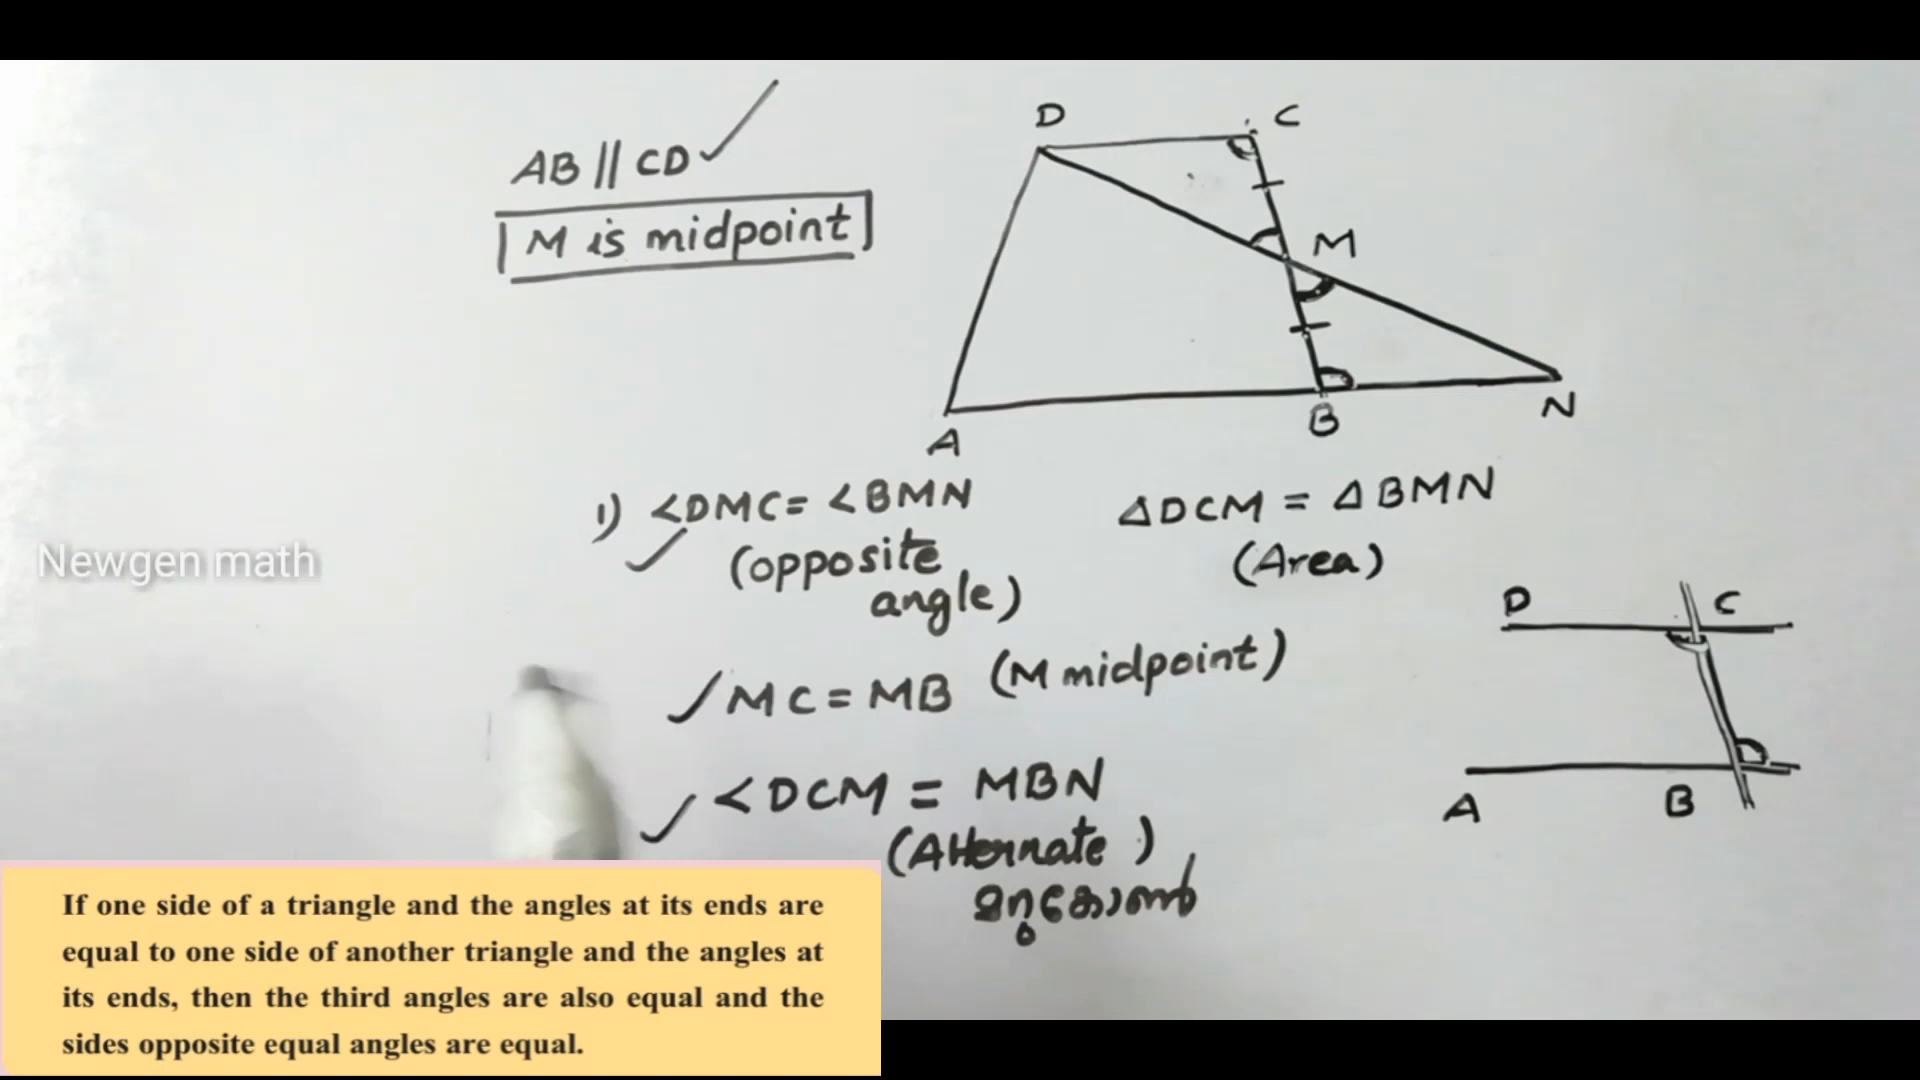 D
C
AB || CD
M is midpoint
M
A
B
N
1) <DMC = <BMN
(opposite
angle)
∆DCM = ∆BMN
(Area)
Newgen math
MC = MB (M midpoint)
<DCM = MBN
(Alternate)
മറുകോൺ
D
C
A
B
If one side of a triangle and the angles at its ends are
equal to one side of another triangle and the angles at
its ends, then the third angles are also equal and the
sides opposite equal angles are equal.